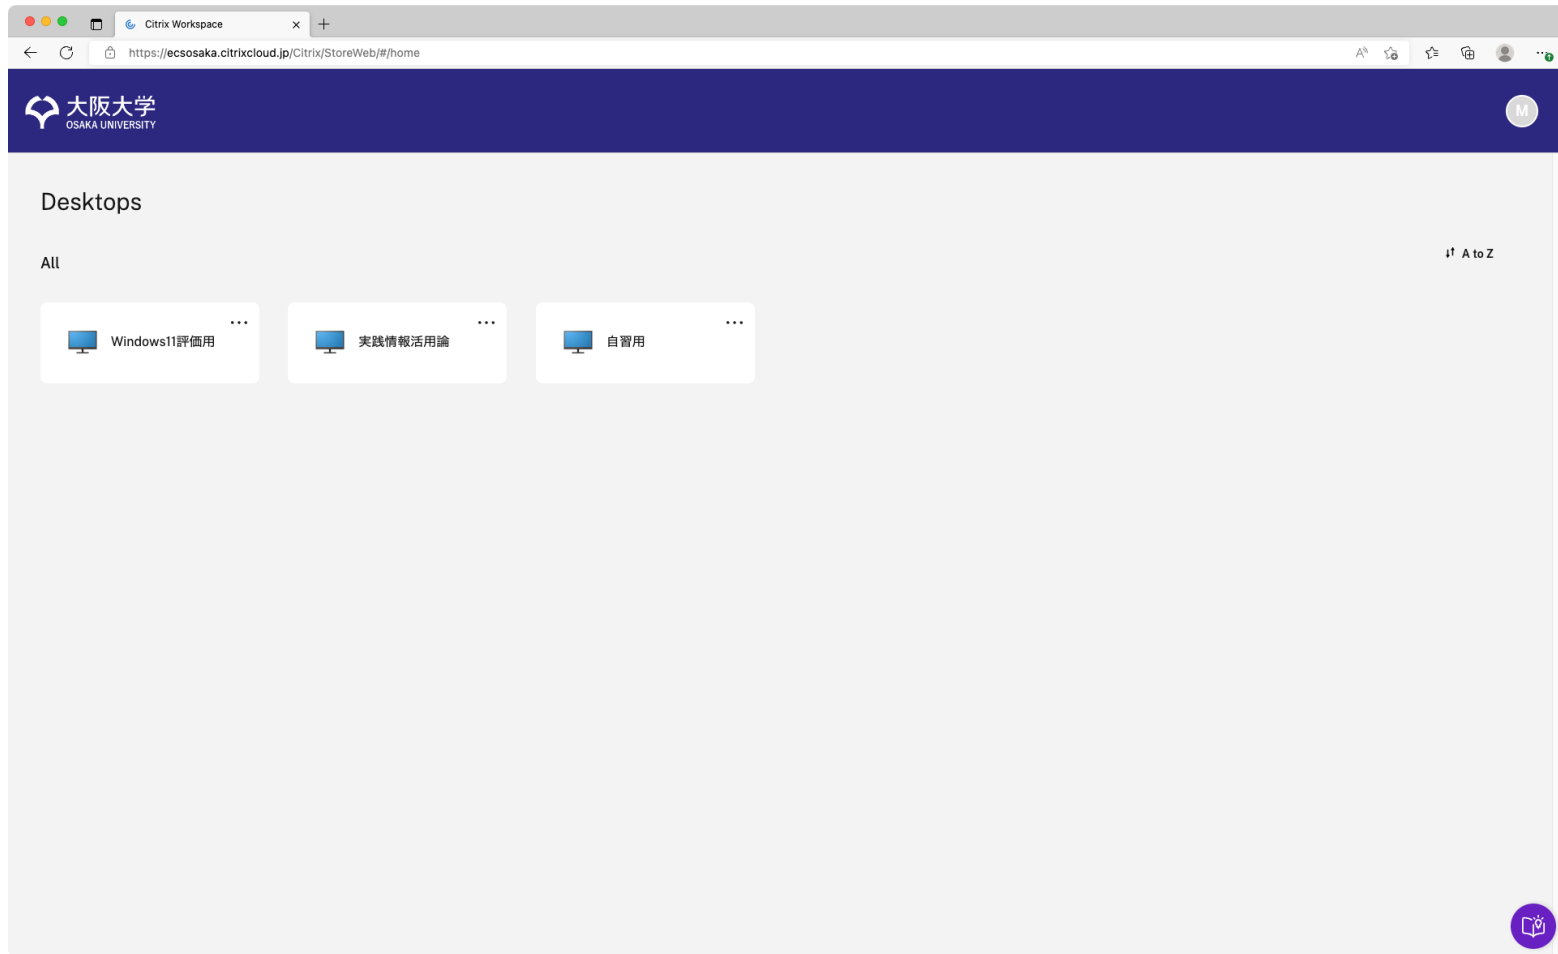 Citrix Workspace
https://ecsosaka.citrixcloud.jp/Citrix/StoreWeb/#/home
大阪大学
OSAKA UNIVERSITY
M
Desktops
All
A to Z
Windows11評価用
実践情報活用論
自習用